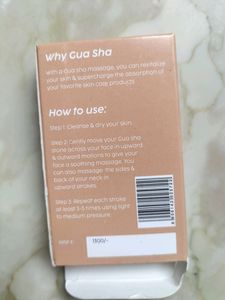 Why Gua Sha
With a Gua sha massage, you can revitalize
your skin & supercharge the absorption of
your favorite skin care products
How to use:
Step 1: Cleanse & dry your skin.
Step 2: Gently move your Gua sha
stone across your face in upward
& outward motions to give your
face a soothing massage. You
can also massage the sides &
back of your neck in
upward strokes.
Step 3: Repeat each stroke
at least 3-5 times using light
to medium pressure.
MRP ₹:
1300/-